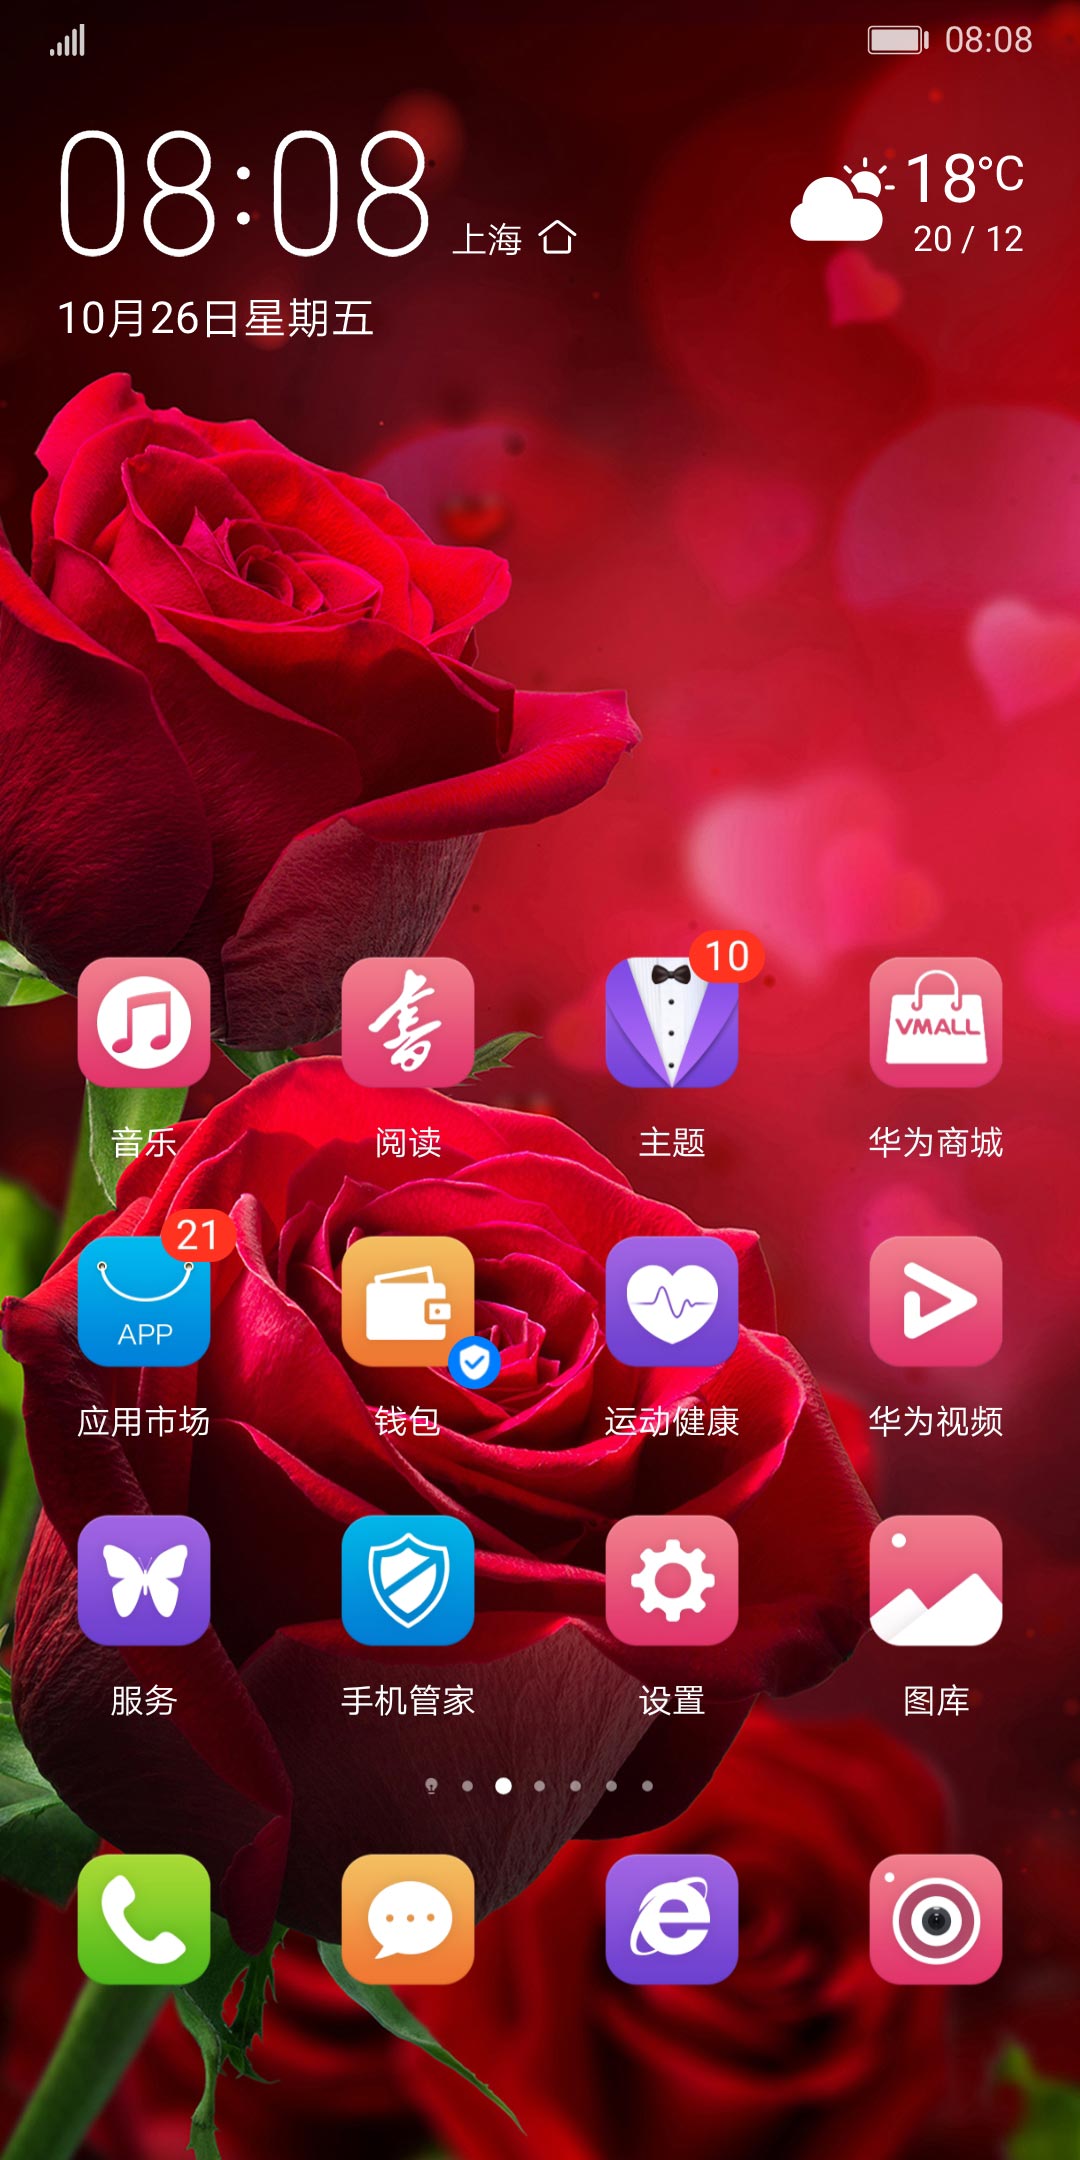 08:08
08:08
上海
18°C
20 / 12
10月26日星期五
10
VMALL
音乐
阅读
主题
华为商城
21
APP
应用市场
钱包
运动健康
华为视频
服务
手机管家
设置
图库